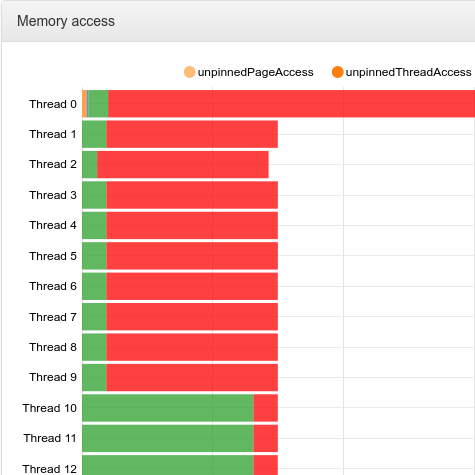 Memory access
unpinnedPageAccess unpinnedThreadAccess
Thread 0
Thread 1
Thread 2
Thread 3
Thread 4
Thread 5
Thread 6
Thread 7
Thread 8
Thread 9
Thread 10
Thread 11
Thread 12